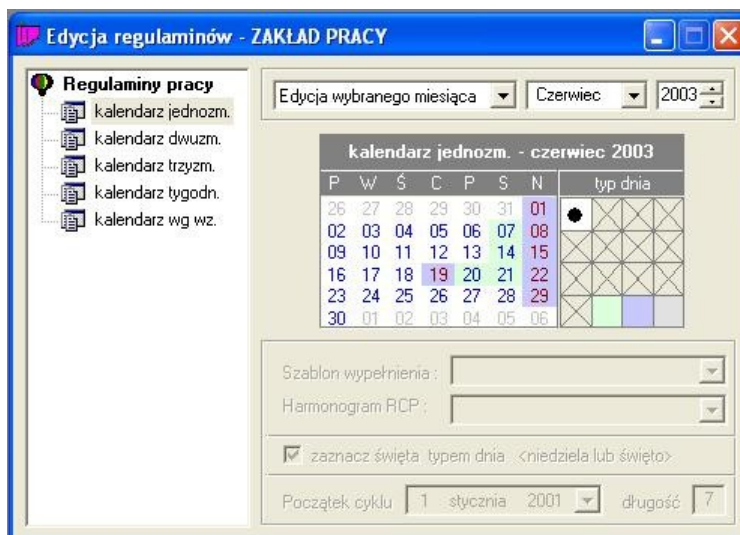 Edycja regulaminów - ZAKŁAD PRACY
Regulaminy pracy
kalendarz jednozm.
kalendarz dwuzm.
kalendarz trzyzm.
kalendarz tygodn.
kalendarz wg wz.
Edycja wybranego miesiąca Czerwiec 2003
kalendarz jednozm. - czerwiec 2003
P W Ś C P S N typ dnia
26 27 28 29 30 31 01
02 03 04 05 06 07 08
09 10 11 12 13 14 15
16 17 18 19 20 21 22
23 24 25 26 27 28 29
30 01 02 03 04 05 06
Szablon wypełnienia :
Harmonogram RCP :
zaznacz święta typem dnia <niedziela lub święto>
Początek cyklu 1 stycznia 2001 długość 7